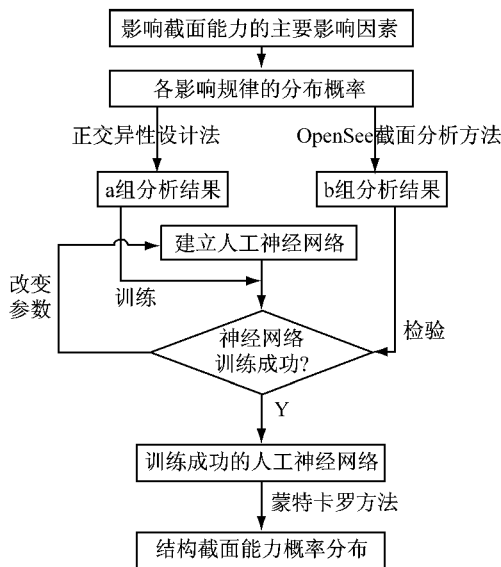 影响截面能力的主要影响因素
各影响规律的分布概率
正交异性设计法
OpenSee截面分析方法
a组分析结果
b组分析结果
建立人工神经网络
改变
参数
训练
神经网络
训练成功?
检验
Y
训练成功的人工神经网络
蒙特卡罗方法
结构截面能力概率分布